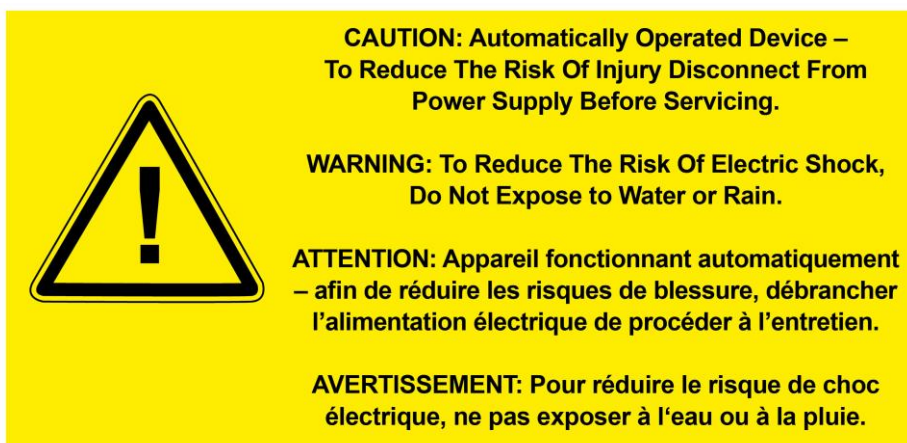 CAUTION: Automatically Operated Device –
To Reduce The Risk Of Injury Disconnect From
Power Supply Before Servicing.
WARNING: To Reduce The Risk Of Electric Shock,
Do Not Expose to Water or Rain.
ATTENTION: Appareil fonctionnant automatiquement
– afin de réduire les risques de blessure, débrancher
l’alimentation électrique de procéder à l’entretien.
AVERTISSEMENT: Pour réduire le risque de choc
électrique, ne pas exposer à l‘eau ou à la pluie.